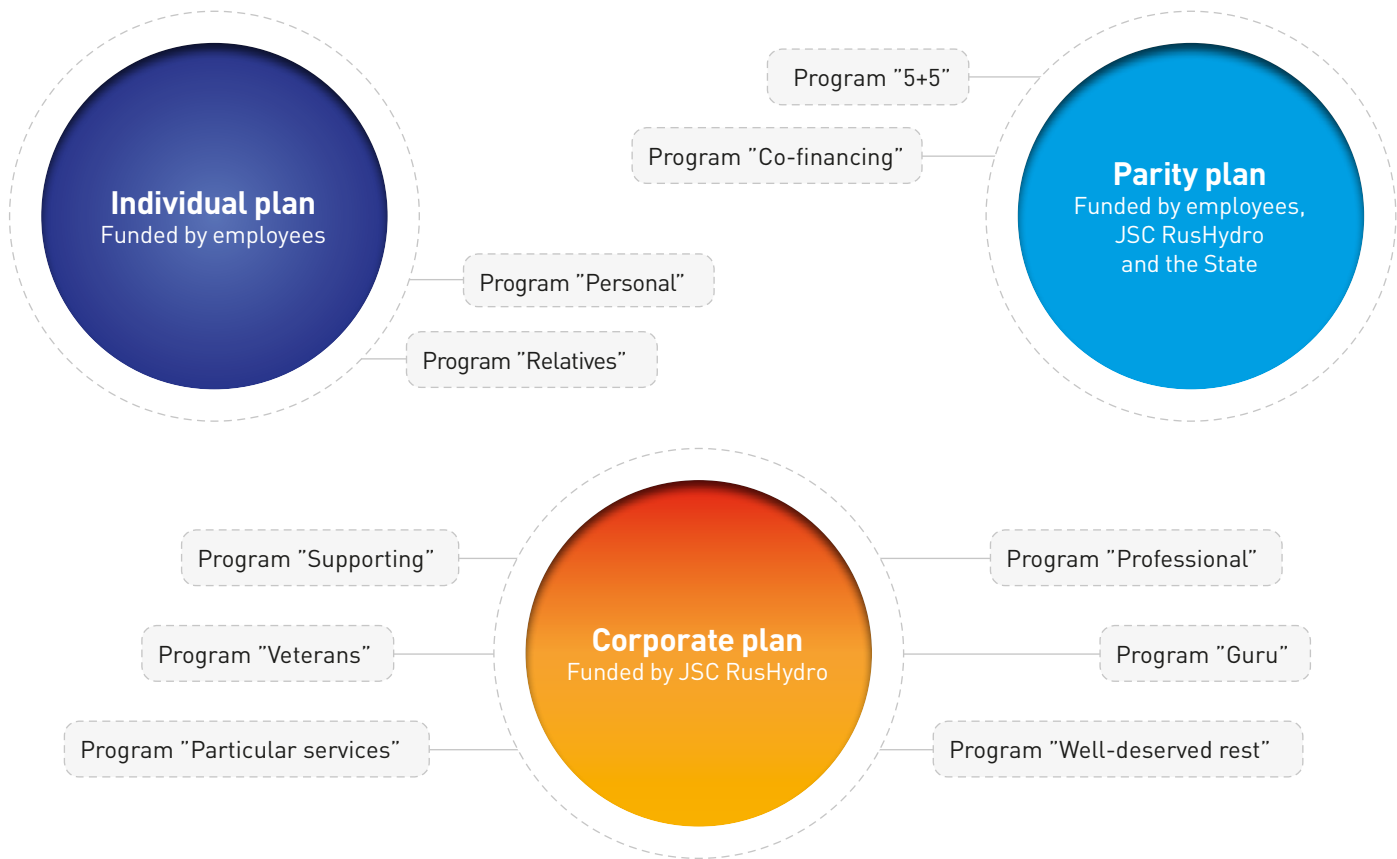 Individual plan
Funded by employees
Program ”Personal”
Program ”Relatives”
Program ”5+5”
Program ”Co-financing”
Parity plan
Funded by employees,
JSC RusHydro
and the State
Program ”Supporting”
Program ”Veterans”
Program ”Particular services”
Corporate plan
Funded by JSC RusHydro
Program ”Professional”
Program ”Guru”
Program ”Well-deserved rest”